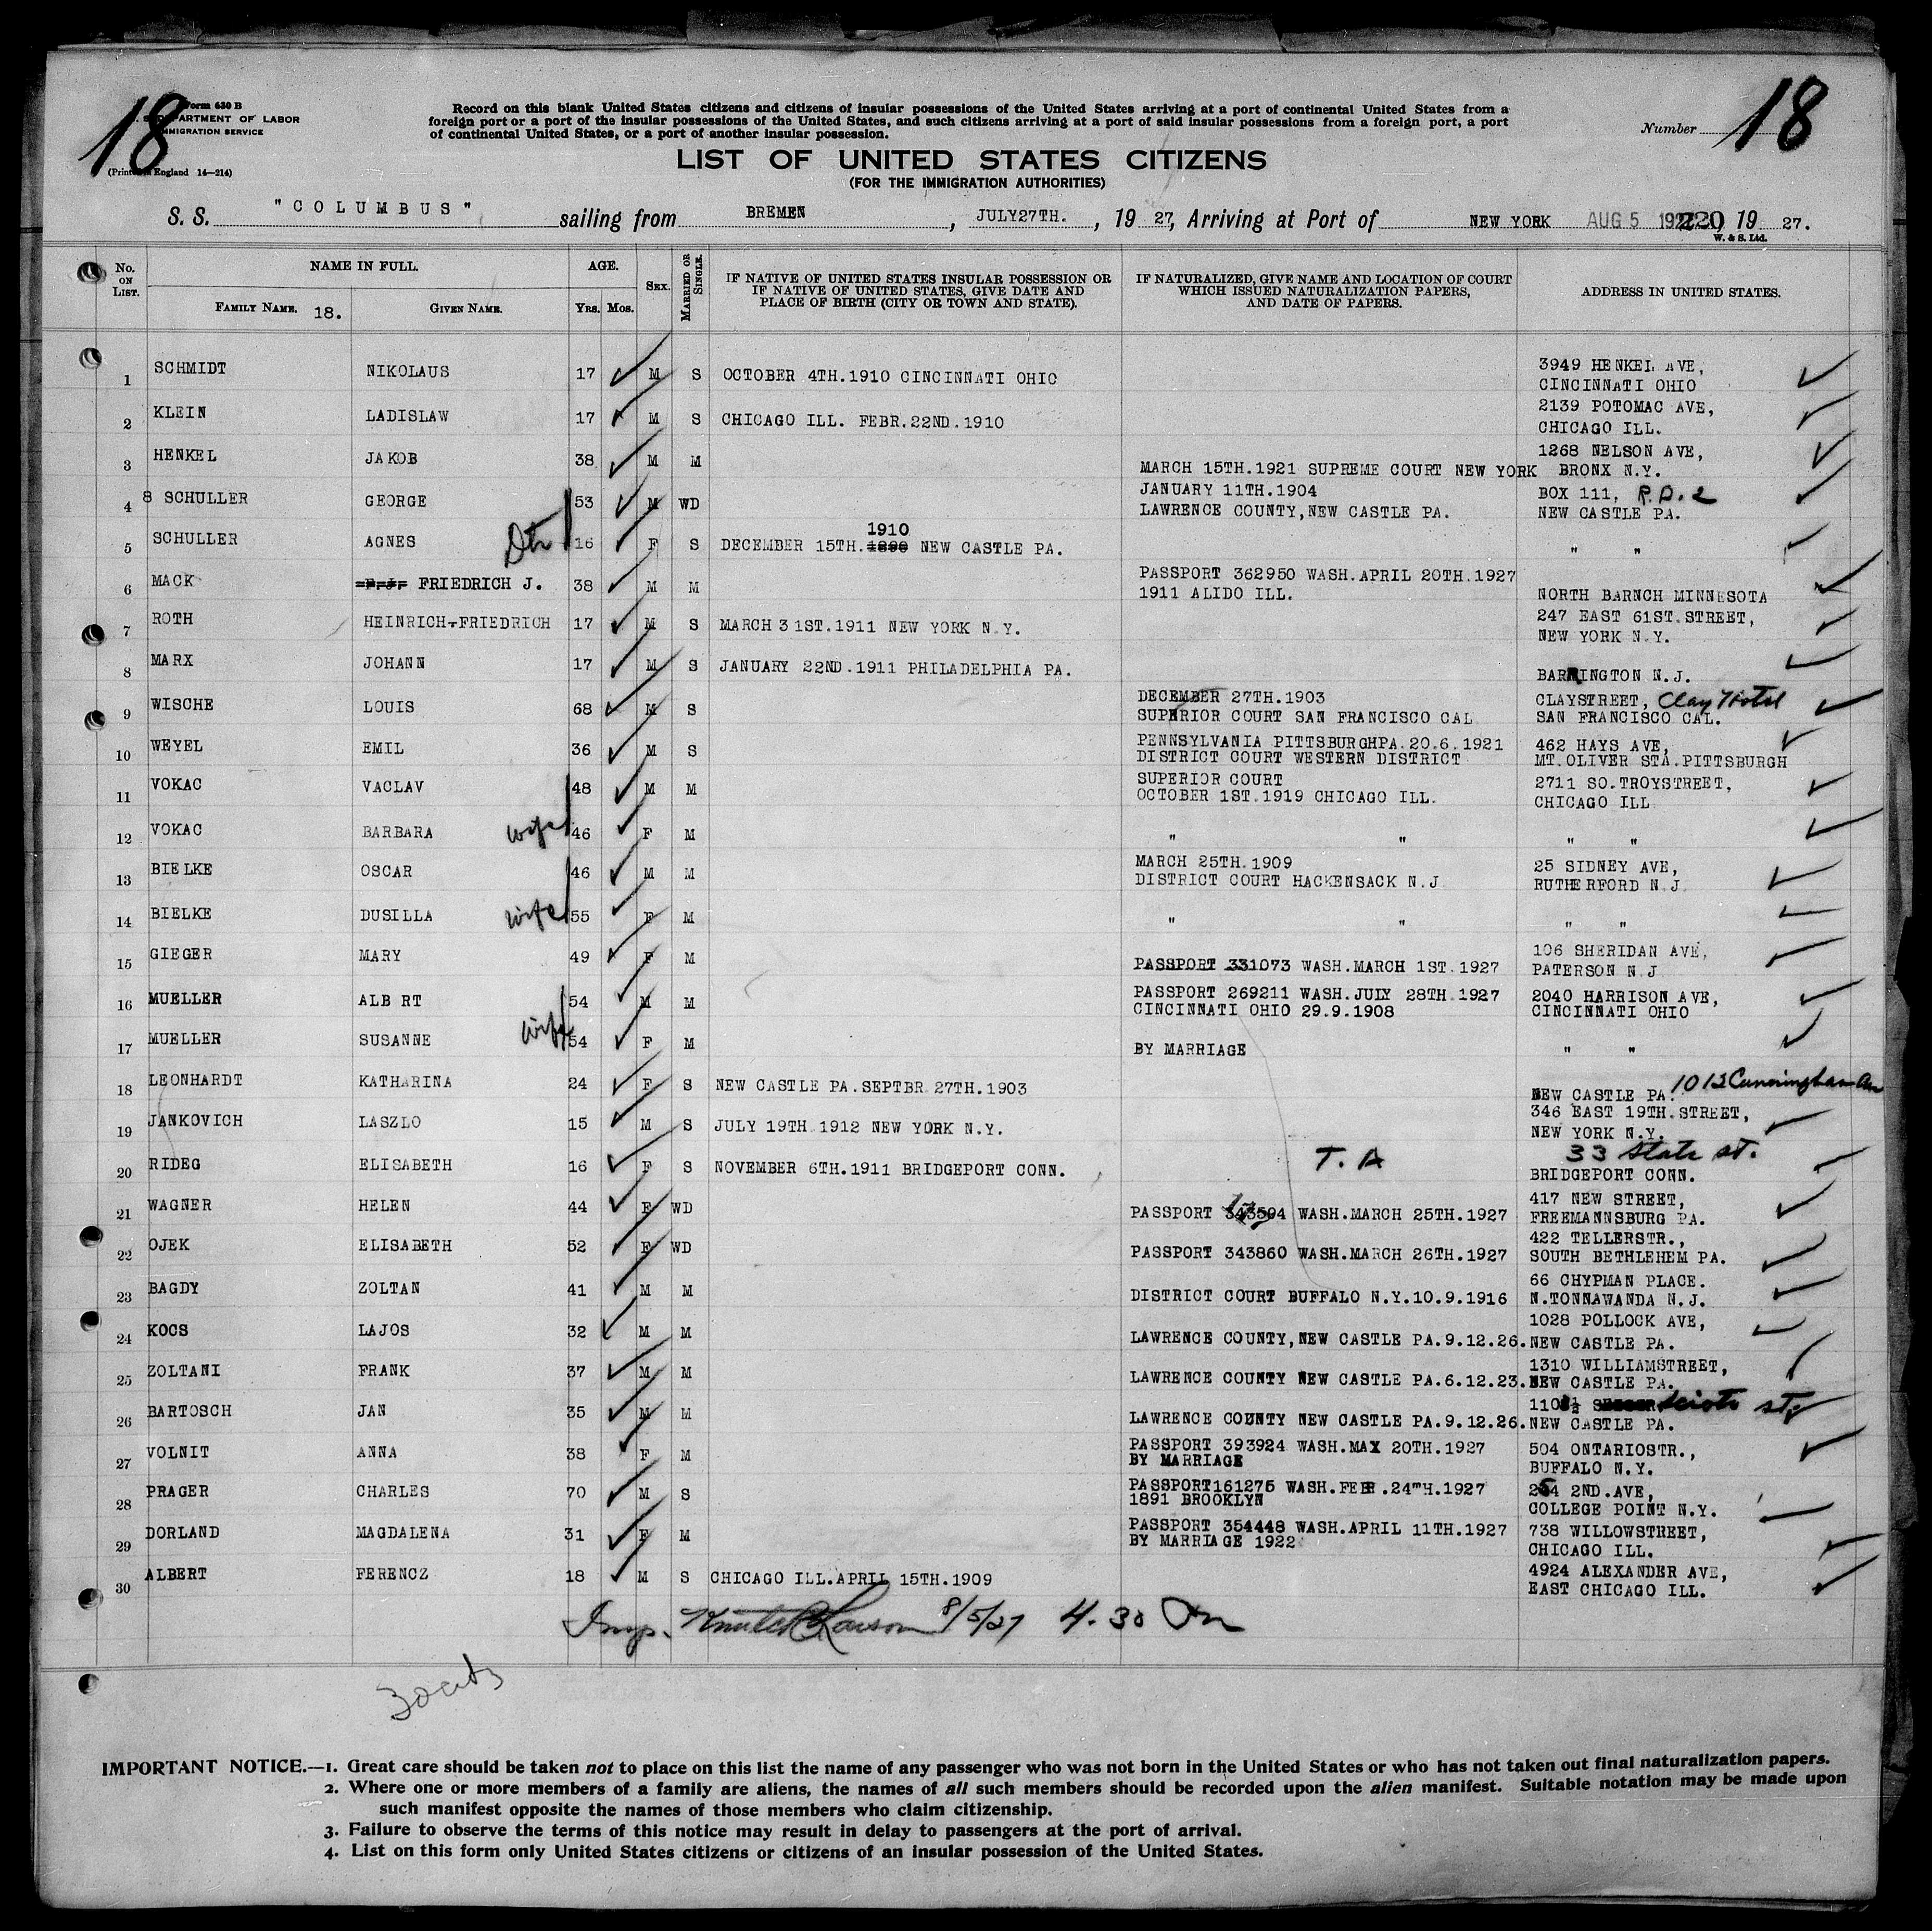 18
Form 630 B
DEPARTMENT OF LABOR
IMMIGRATION SERVICE
(Printed in England 14—214)
Record on this blank United States citizens and citizens of insular possessions of the United States arriving at a port of continental United States from a
foreign port or a port of the insular possessions of the United States, and such citizens arriving at a port of said insular possessions from a foreign port, a port
of continental United States, or a port of another insular possession.
Number 18
LIST OF UNITED STATES CITIZENS
(FOR THE IMMIGRATION AUTHORITIES)
S. S. "COLUMBUS" sailing from BREMEN, JULY27TH., 19 27, Arriving at Port of NEW YORK AUG 5 19 27.
W. & S. Ltd.
No. ON LIST.
NAME IN FULL.
FAMILY NAME. 18.
GIVEN NAME.
AGE.
Yrs. Mos.
SEX.
MARRIED OR SINGLE.
IF NATIVE OF UNITED STATES INSULAR POSSESSION OR
IF NATIVE OF UNITED STATES, GIVE DATE AND
PLACE OF BIRTH (CITY OR TOWN AND STATE).
IF NATURALIZED, GIVE NAME AND LOCATION OF COURT
WHICH ISSUED NATURALIZATION PAPERS,
AND DATE OF PAPERS.
ADDRESS IN UNITED STATES.
1 SCHMIDT NIKOLAUS 17 M S OCTOBER 4TH.1910 CINCINNATI OHIO 3949 HENKEL AVE,
CINCINNATI OHIO
2 KLEIN LADISLAW 17 M S CHICAGO ILL. FEBR.22ND.1910 2139 POTOMAC AVE,
CHICAGO ILL.
3 HENKEL JAKOB 38 M M MARCH 15TH.1921 SUPREME COURT NEW YORK 1268 NELSON AVE,
BRONX N.Y.
4 8 SCHULLER GEORGE 53 M WD JANUARY 11TH.1904 BOX 111, R.D.2
LAWRENCE COUNTY,NEW CASTLE PA. NEW CASTLE PA.
5 SCHULLER AGNES Dtr 16 F S DECEMBER 15TH.1890 1910 NEW CASTLE PA. " "
6 MACK F.J. FRIEDRICH J. 38 M M PASSPORT 362950 WASH.APRIL 20TH.1927
1911 ALIDO ILL. NORTH BARNCH MINNESOTA
7 ROTH HEINRICH-FRIEDRICH 17 M S MARCH 31ST.1911 NEW YORK N.Y. 247 EAST 61ST.STREET,
NEW YORK N.Y.
8 MARX JOHANN 17 M S JANUARY 22ND.1911 PHILADELPHIA PA. BARRINGTON N.J.
9 WISCHE LOUIS 68 M S DECEMBER 27TH.1903 CLAYSTREET, Clay Hotel
SUPERIOR COURT SAN FRANCISCO CAL SAN FRANCISCO CAL.
10 WEYEL EMIL 36 M S PENNSYLVANIA PITTSBURGHPA.20.6.1921 462 HAYS AVE,
DISTRICT COURT WESTERN DISTRICT MT.OLIVER STA.PITTSBURGH
11 VOKAC VACLAV 48 M M SUPERIOR COURT 2711 SO.TROYSTREET,
OCTOBER 1ST.1919 CHICAGO ILL. CHICAGO ILL
12 VOKAC BARBARA wife 46 F M " " " "
13 BIELKE OSCAR 46 M M MARCH 25TH.1909 25 SIDNEY AVE,
DISTRICT COURT HACKENSACK N.J RUTHERFORD N.J
14 BIELKE DUSILLA wife 55 F M " " " "
15 GIEGER MARY 49 F M PASSPORT 331073 WASH.MARCH 1ST.1927 106 SHERIDAN AVE,
PATERSON N.J
16 MUELLER ALB RT 54 M M PASSPORT 269211 WASH.JULY 28TH.1927 2040 HARRISON AVE,
CINCINNATI OHIO 29.9.1908 CINCINNATI OHIO
17 MUELLER SUSANNE wife 54 F M BY MARRIAGE " "
18 LEONHARDT KATHARINA 24 F S NEW CASTLE PA.SEPTBR.27TH.1903 NEW CASTLE PA. 1012 Cunningham Ave
19 JANKOVICH LASZLO 15 M S JULY 19TH.1912 NEW YORK N.Y. 346 EAST 19TH.STREET,
NEW YORK N.Y.
20 RIDEG ELISABETH 16 F S NOVEMBER 6TH.1911 BRIDGEPORT CONN. T. A 33 State st.
BRIDGEPORT CONN.
21 WAGNER HELEN 44 F WD PASSPORT 343594 WASH.MARCH 25TH.1927 417 NEW STREET,
FREEMANNSBURG PA.
22 OJEK ELISABETH 52 F WD PASSPORT 343860 WASH.MARCH 26TH.1927 422 TELLERSTR.,
SOUTH BETHLEHEM PA.
23 BAGDY ZOLTAN 41 M M DISTRICT COURT BUFFALO N.Y.10.9.1916 66 CHYPMAN PLACE.
N.TONNAWANDA N.J.
24 KOCS LAJOS 32 M M LAWRENCE COUNTY,NEW CASTLE PA.9.12.26. 1028 POLLOCK AVE,
NEW CASTLE PA.
25 ZOLTANI FRANK 37 M M LAWRENCE COUNTY NEW CASTLE PA.6.12.23. 1310 WILLIAMSTREET,
NEW CASTLE PA.
26 BARTOSCH JAN 35 M M LAWRENCE COUNTY NEW CASTLE PA.9.12.26. 1108½ Scioto st,
NEW CASTLE PA.
27 VOLNIT ANNA 38 F M PASSPORT 393924 WASH.MAX 20TH.1927 504 ONTARIOSTR.,
BY MARRIAGE BUFFALO N.Y.
28 PRAGER CHARLES 70 M S PASSPORT161275 WASH.FEBR.24TH.1927 254 2ND.AVE,
1891 BROOKLYN COLLEGE POINT N.Y.
29 DORLAND MAGDALENA 31 F M PASSPORT 354448 WASH.APRIL 11TH.1927 738 WILLOWSTREET,
BY MARRIAGE 1922 CHICAGO ILL.
30 ALBERT FERENCZ 18 M S CHICAGO ILL.APRIL 15TH.1909 4924 ALEXANDER AVE,
EAST CHICAGO ILL.
Insp. 8/5/27 4.30 Pm
IMPORTANT NOTICE.—1. Great care should be taken not to place on this list the name of any passenger who was not born in the United States or who has not taken out final naturalization papers.
2. Where one or more members of a family are aliens, the names of all such members should be recorded upon the alien manifest. Suitable notation may be made upon
such manifest opposite the names of those members who claim citizenship.
3. Failure to observe the terms of this notice may result in delay to passengers at the port of arrival.
4. List on this form only United States citizens or citizens of an insular possession of the United States.